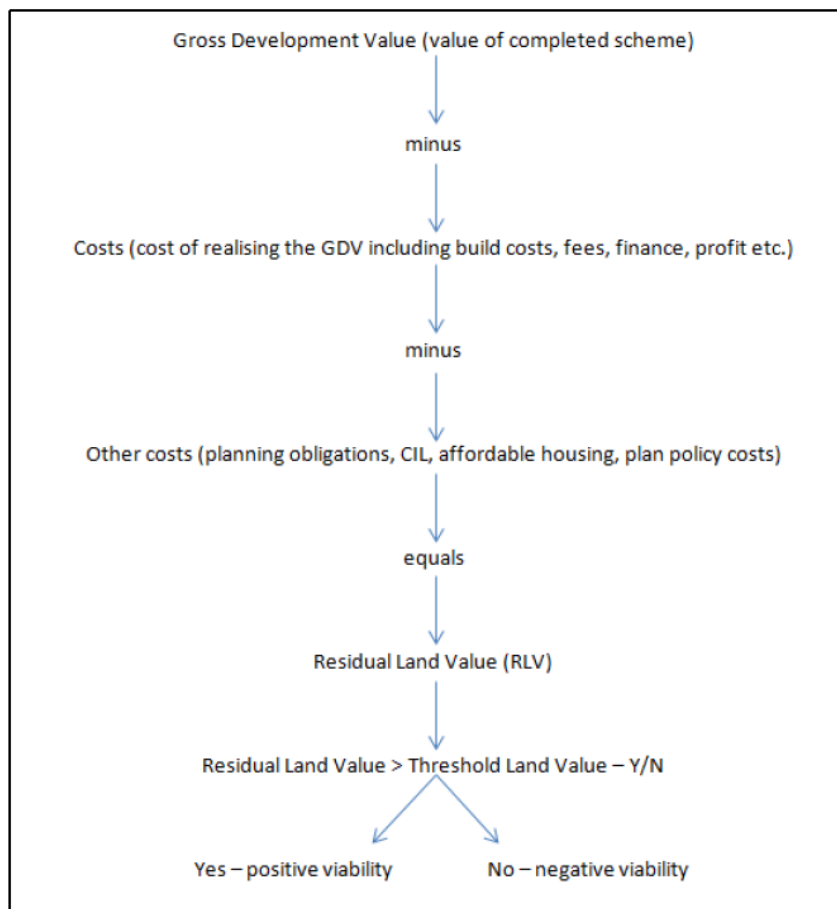 Gross Development Value (value of completed scheme)
minus
Costs (cost of realising the GDV including build costs, fees, finance, profit etc.)
minus
Other costs (planning obligations, CIL, affordable housing, plan policy costs)
equals
Residual Land Value (RLV)
Residual Land Value > Threshold Land Value – Y/N
Yes – positive viability
No – negative viability